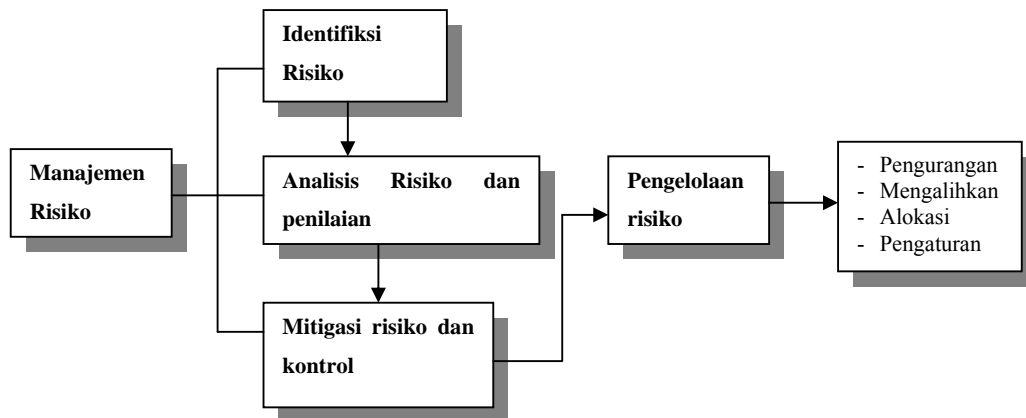 Identifiksi
Risiko
Manajemen
Risiko
Analisis Risiko dan
penilaian
Mitigasi risiko dan
kontrol
Pengelolaan
risiko
- Pengurangan
- Mengalihkan
- Alokasi
- Pengaturan